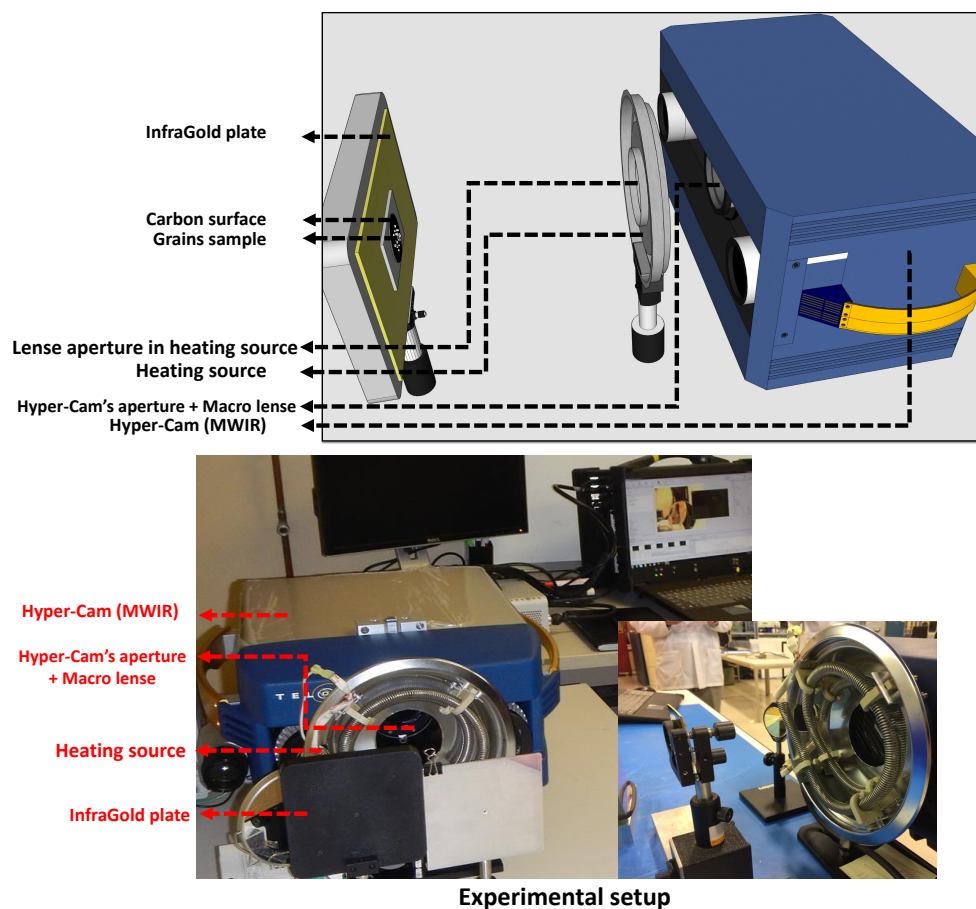 InfraGold plate
Carbon surface
Grains sample
Lense aperture in heating source
Heating source
Hyper-Cam's aperture + Macro lense
Hyper-Cam (MWIR)
Hyper-Cam (MWIR)
Hyper-Cam's aperture
+ Macro lense
TEL
Heating source
InfraGold plate
Experimental setup